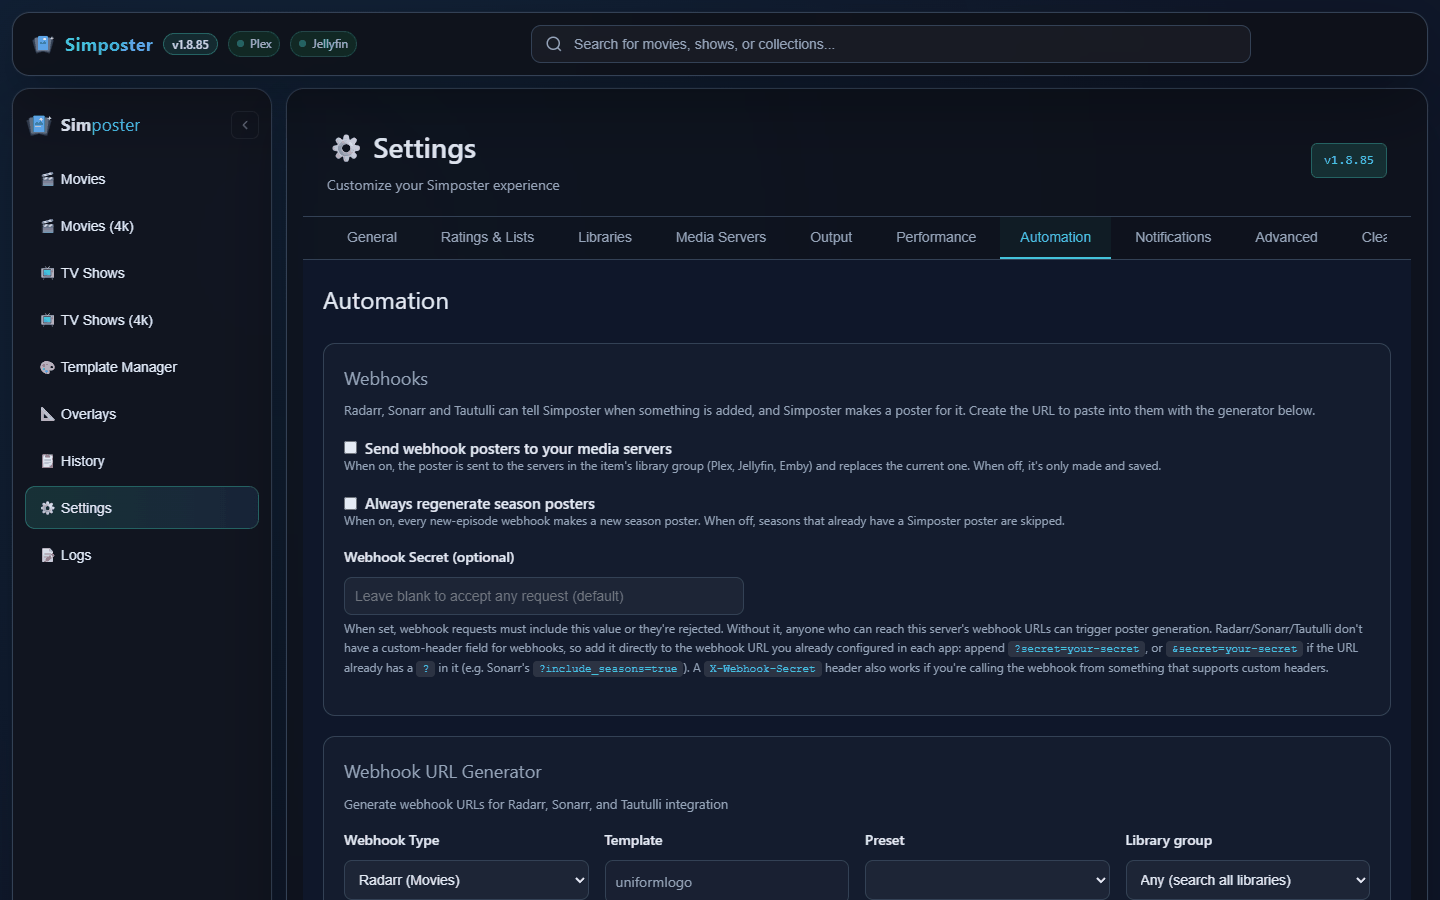 Simposter
v1.8.85
Plex
Jellyfin
Search for movies, shows, or collections...
Simposter
Movies
Movies (4k)
TV Shows
TV Shows (4k)
Template Manager
Overlays
History
Settings
Logs
Settings
Customize your Simposter experience
v1.8.85
General
Ratings & Lists
Libraries
Media Servers
Output
Performance
Automation
Notifications
Advanced
Clea
Automation
Webhooks
Radarr, Sonarr and Tautulli can tell Simposter when something is added, and Simposter makes a poster for it. Create the URL to paste into them with the generator below.
Send webhook posters to your media servers
When on, the poster is sent to the servers in the item's library group (Plex, Jellyfin, Emby) and replaces the current one. When off, it's only made and saved.
Always regenerate season posters
When on, every new-episode webhook makes a new season poster. When off, seasons that already have a Simposter poster are skipped.
Webhook Secret (optional)
Leave blank to accept any request (default)
When set, webhook requests must include this value or they're rejected. Without it, anyone who can reach this server's webhook URLs can trigger poster generation. Radarr/Sonarr/Tautulli don't
have a custom-header field for webhooks, so add it directly to the webhook URL you already configured in each app: append ?secret=your-secret, or &secret=your-secret if the URL
already has a ? in it (e.g. Sonarr's ?include_seasons=true). A X-Webhook-Secret header also works if you're calling the webhook from something that supports custom headers.
Webhook URL Generator
Generate webhook URLs for Radarr, Sonarr, and Tautulli integration
Webhook Type
Template
Preset
Library group
Radarr (Movies)
uniformlogo
Any (search all libraries)